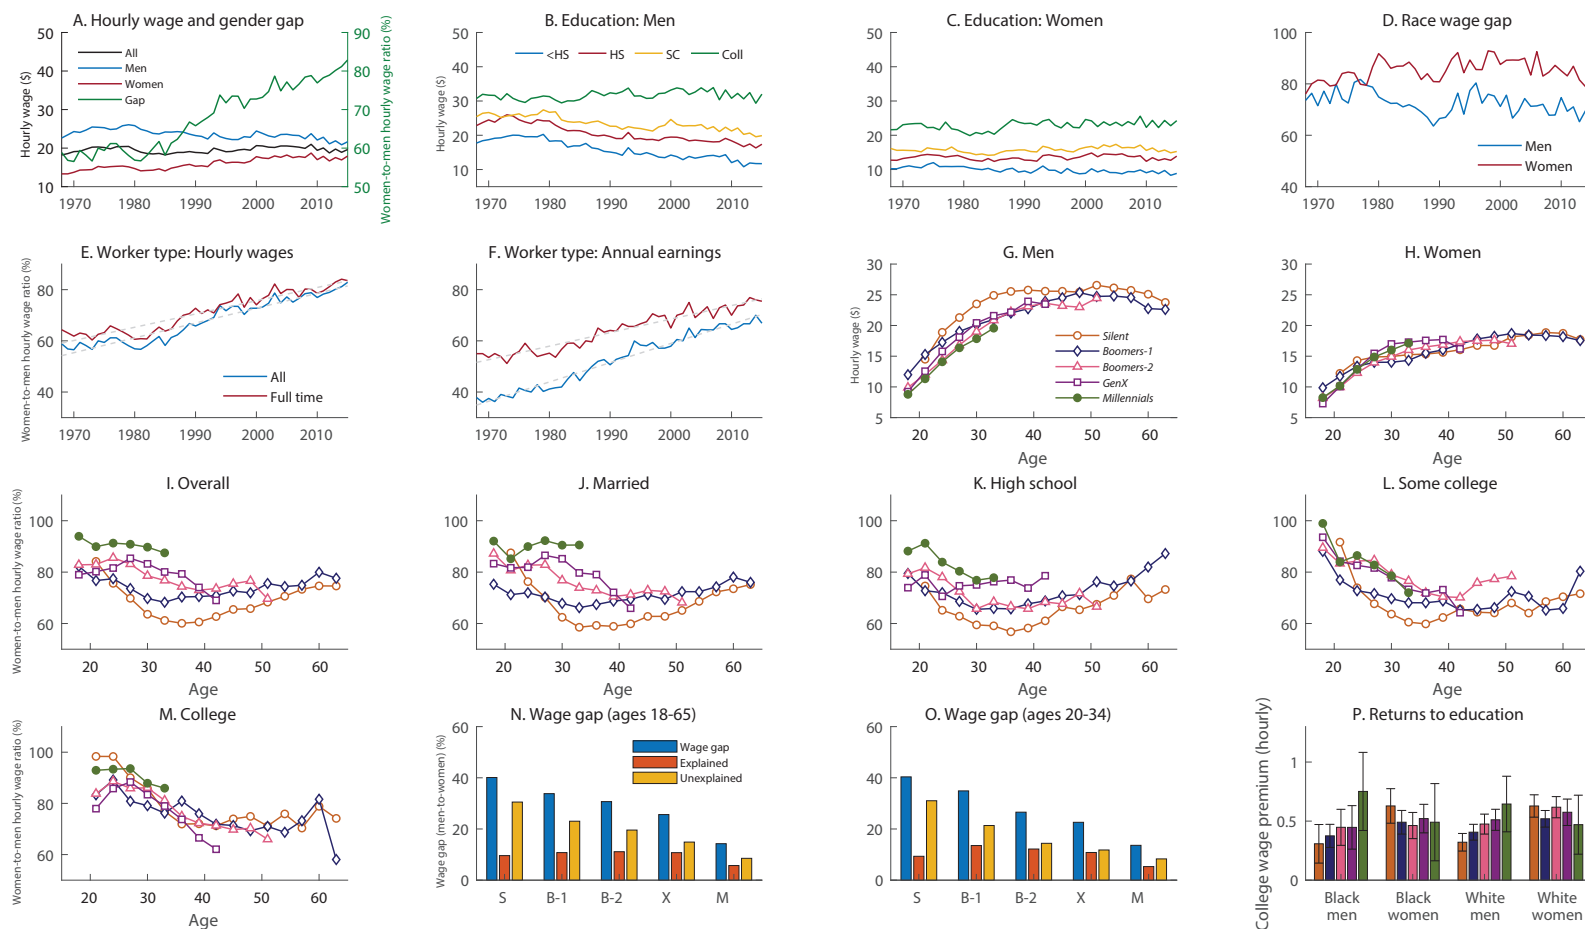 A. Hourly wage and gender gap
Hourly wage ($)
50
40
30
20
10
All
Men
Women
Gap
90
80
70
60
50
Women-to-men hourly wage ratio (%)
1970 1980 1990 2000 2010
B. Education: Men
Hourly wage ($)
50
40
30
20
10
<HS HS SC Coll
1970 1980 1990 2000 2010
C. Education: Women
50
40
30
20
10
1970 1980 1990 2000 2010
D. Race wage gap
100
80
60
40
Men
Women
1970 1980 1990 2000 2010
E. Worker type: Hourly wages
Women-to-men hourly wage ratio (%)
80
60
40
All
Full time
1970 1980 1990 2000 2010
F. Worker type: Annual earnings
80
60
40
1970 1980 1990 2000 2010
G. Men
Hourly wage ($)
30
25
20
15
10
5
Silent
Boomers-1
Boomers-2
GenX
Millennials
20 30 40 50 60
Age
H. Women
30
25
20
15
10
5
20 30 40 50 60
Age
I. Overall
Women-to-men hourly wage ratio (%)
100
80
60
20 30 40 50 60
Age
J. Married
100
80
60
20 30 40 50 60
Age
K. High school
100
80
60
20 30 40 50 60
Age
L. Some college
100
80
60
20 30 40 50 60
Age
M. College
Women-to-men hourly wage ratio (%)
100
80
60
20 30 40 50 60
Age
N. Wage gap (ages 18-65)
Wage gap (men-to-women) (%)
60
40
20
0
Wage gap
Explained
Unexplained
S B-1 B-2 X M
O. Wage gap (ages 20-34)
60
40
20
0
S B-1 B-2 X M
P. Returns to education
College wage premium (hourly)
1
0.5
0
Black Black White White
men women men women